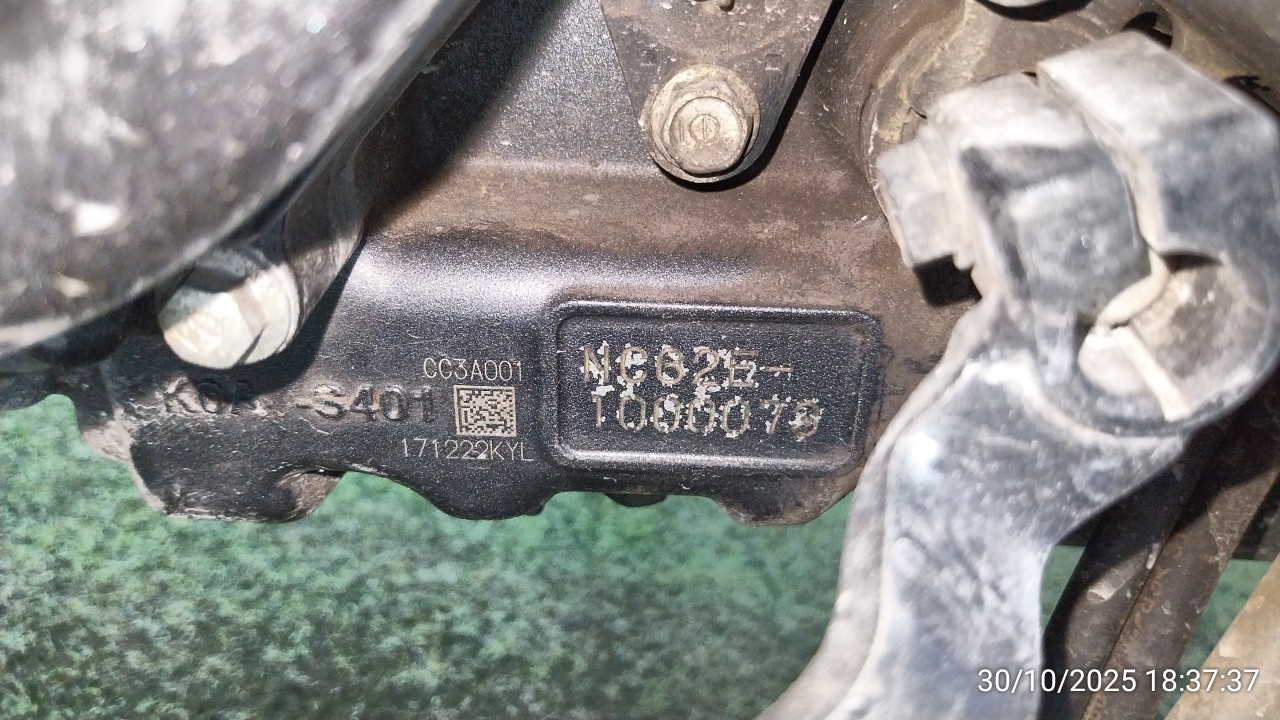 CC3A001
-S401
171222KYL
NC62E-
1000079
30/10/2025 18:37:37